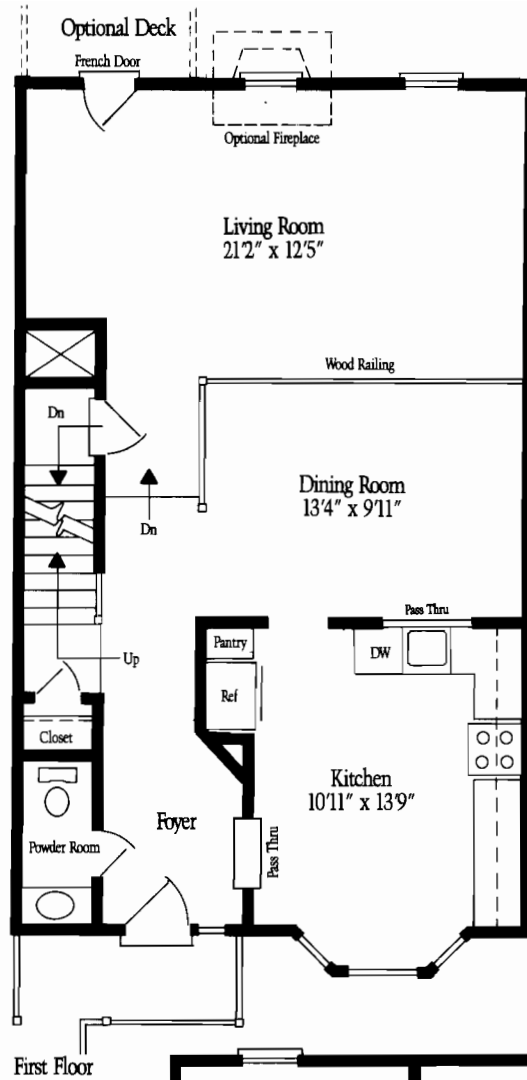 Optional Deck
French Door
Optional Fireplace
Living Room
21'2" x 12'5"
Wood Railing
Dn
Dining Room
13'4" x 9'11"
Dn
Pass Thru
Pantry
DW
Up
Ref
Closet
Kitchen
10'11" x 13'9"
Foyer
Powder Room
Pass Thru
First Floor